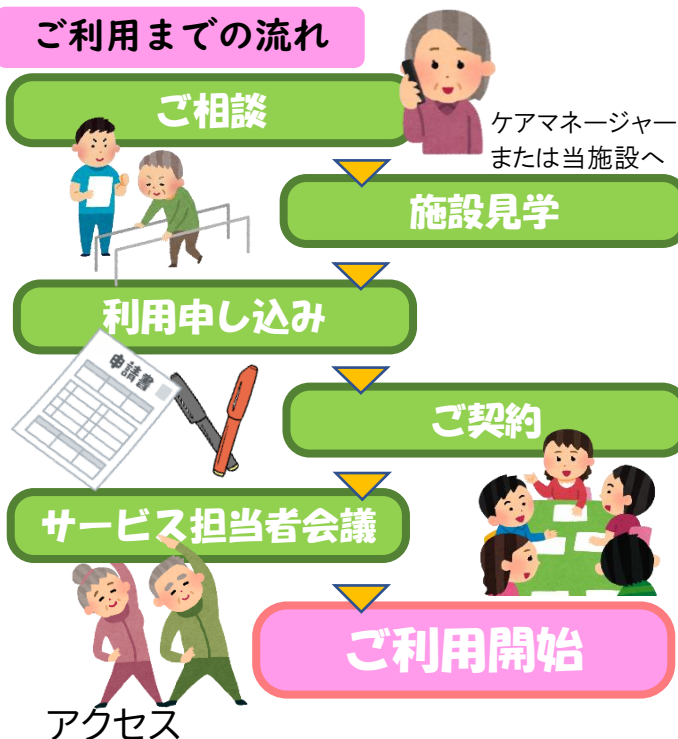 ご利用までの流れ
ご相談
ケアマネージャー
または当施設へ
施設見学
利用申し込み
申請書
ご契約
サービス担当者会議
ご利用開始
アクセス